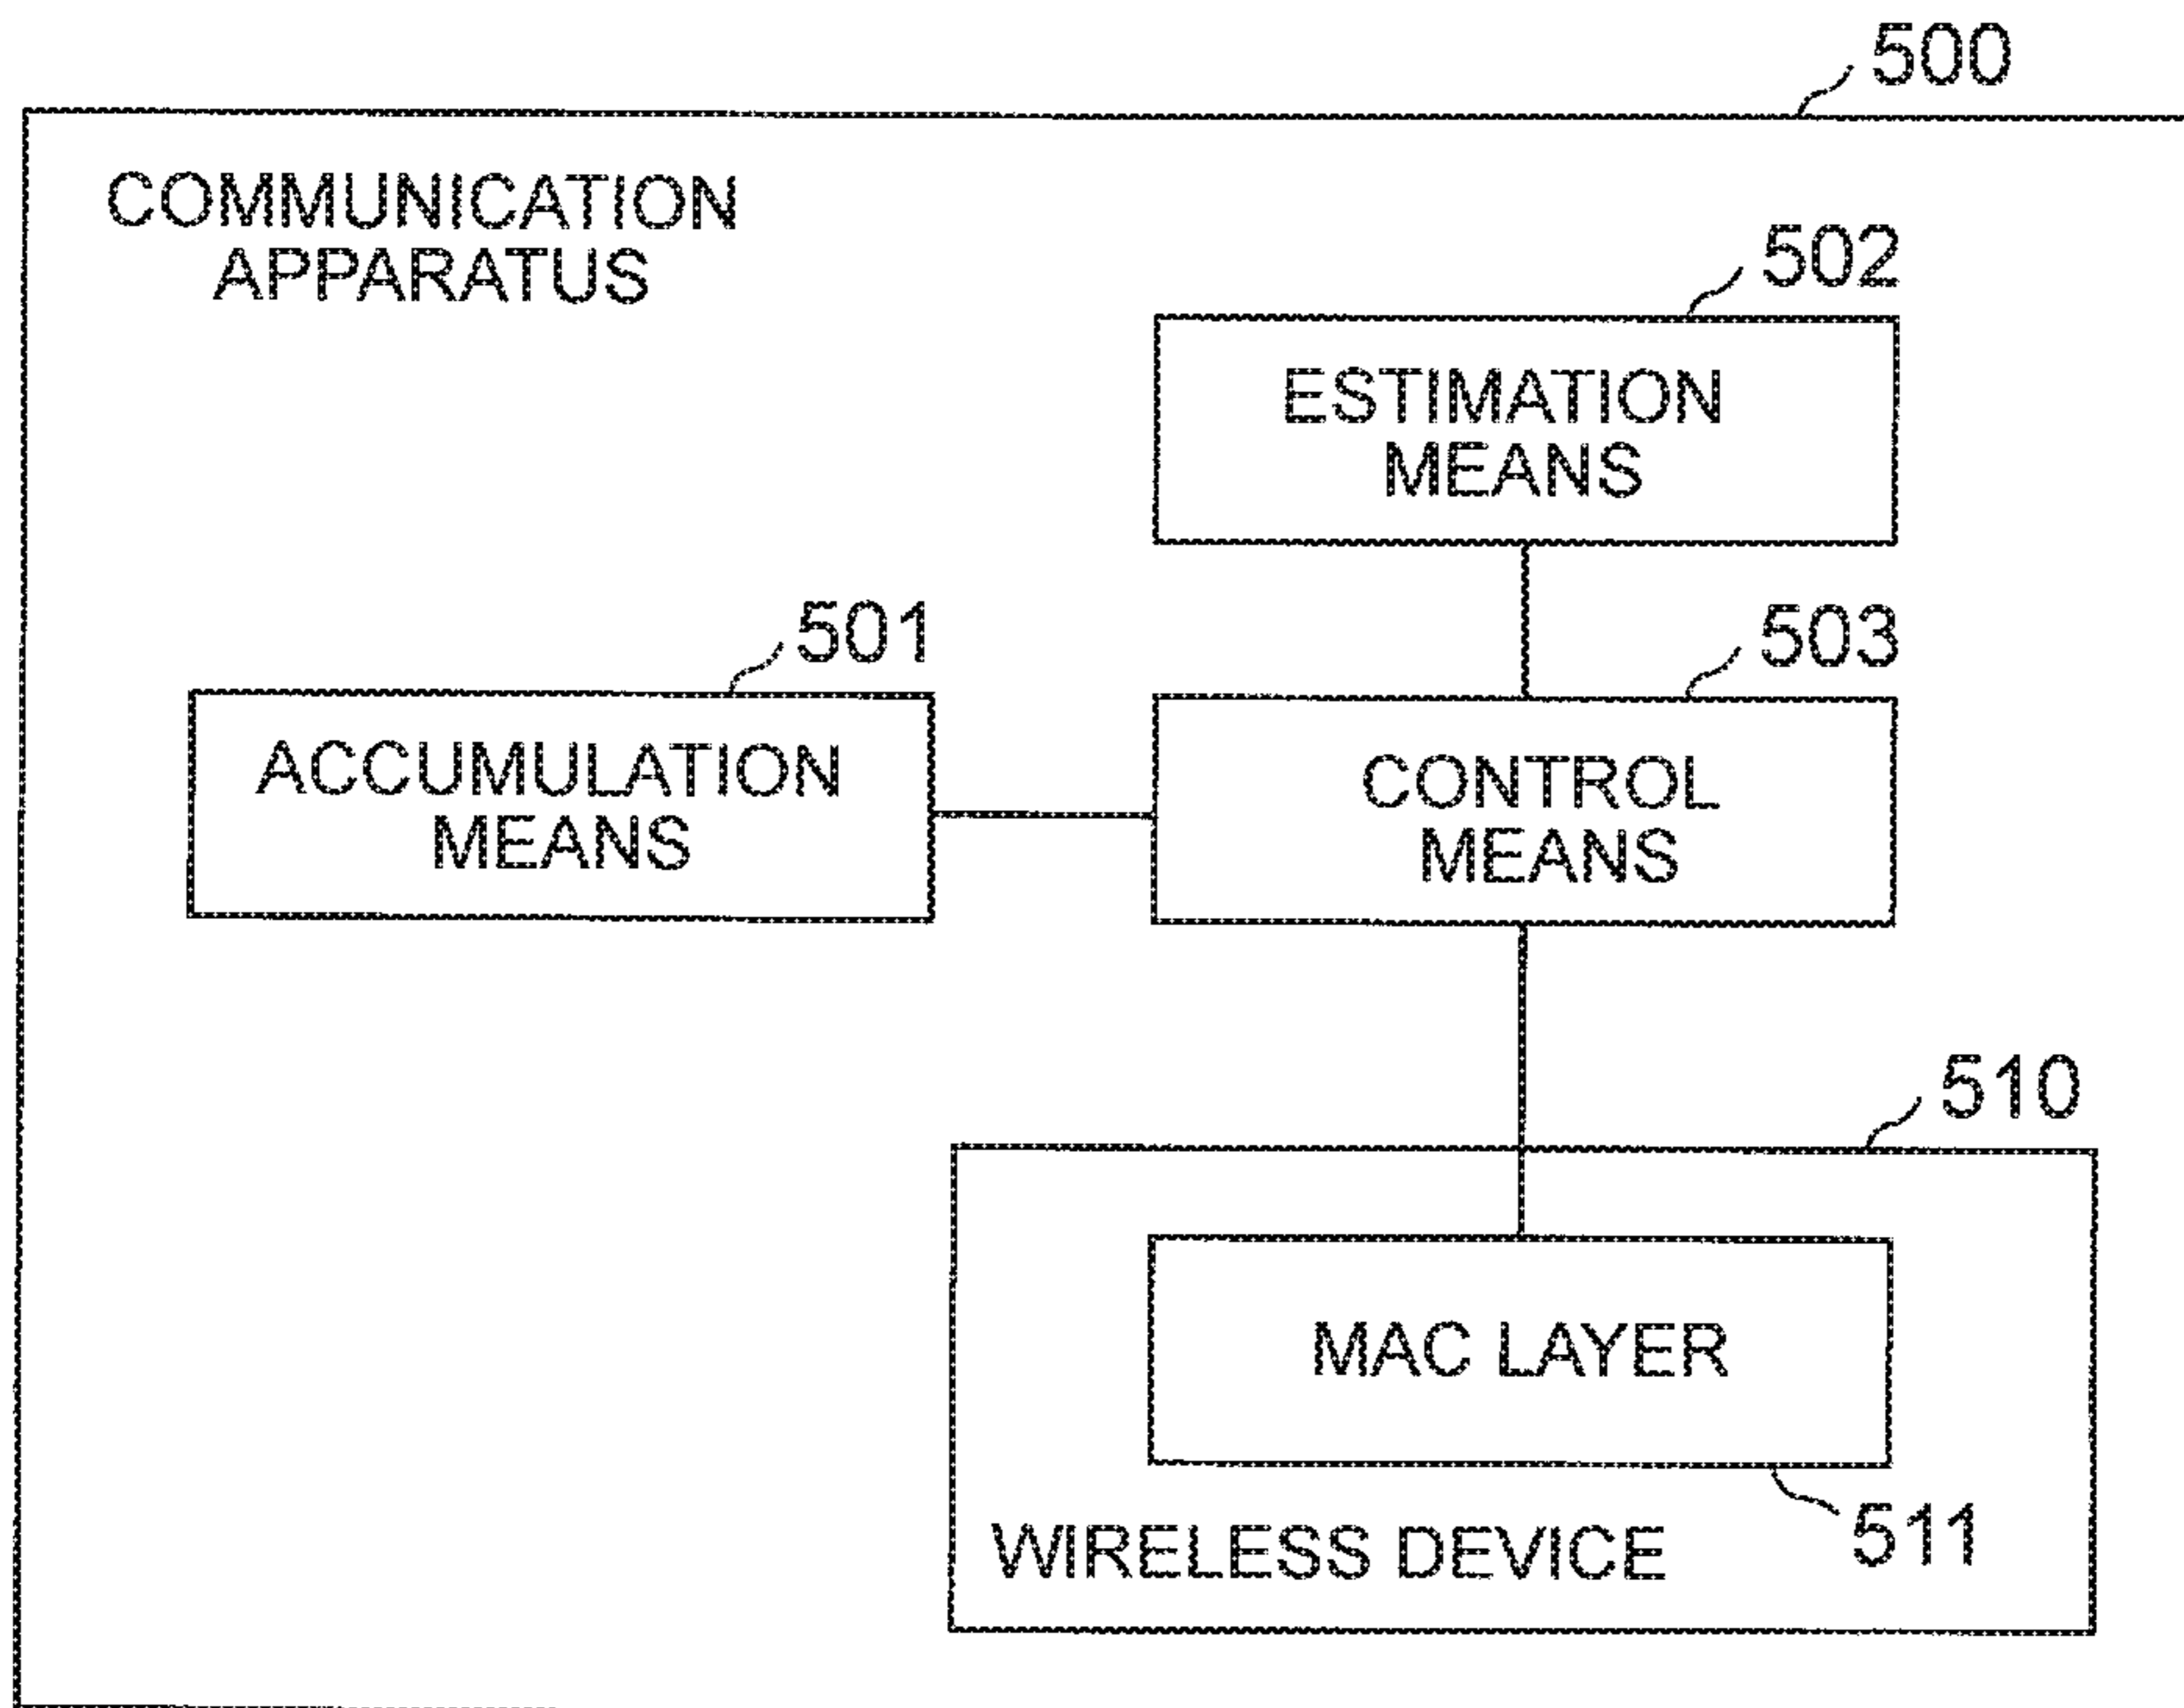 500
COMMUNICATION
APPARATUS
502
ESTIMATION
MEANS
501
503
ACCUMULATION
MEANS
CONTROL
MEANS
510
MAC LAYER
511
WIRELESS DEVICE